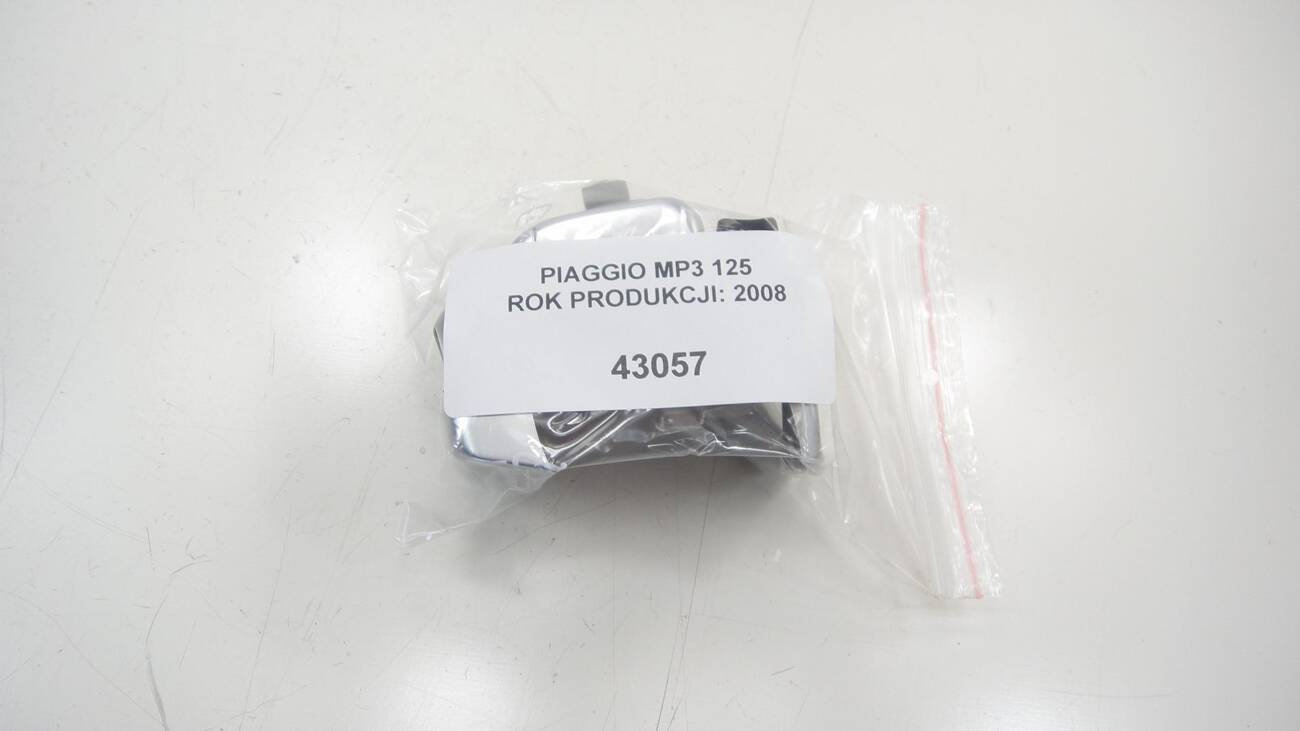 PIAGGIO MP3 125
ROK PRODUKCJI: 2008
43057